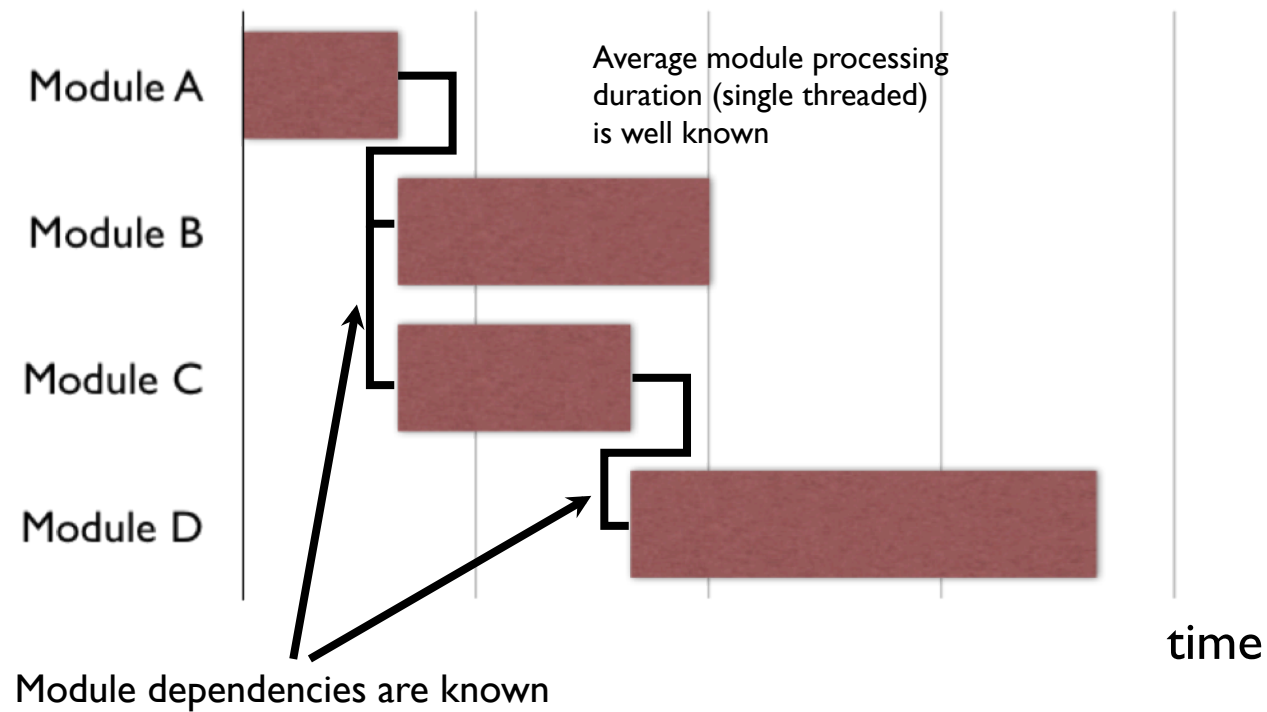 Module A
Average module processing
duration (single threaded)
is well known
Module B
Module C
Module D
time
Module dependencies are known